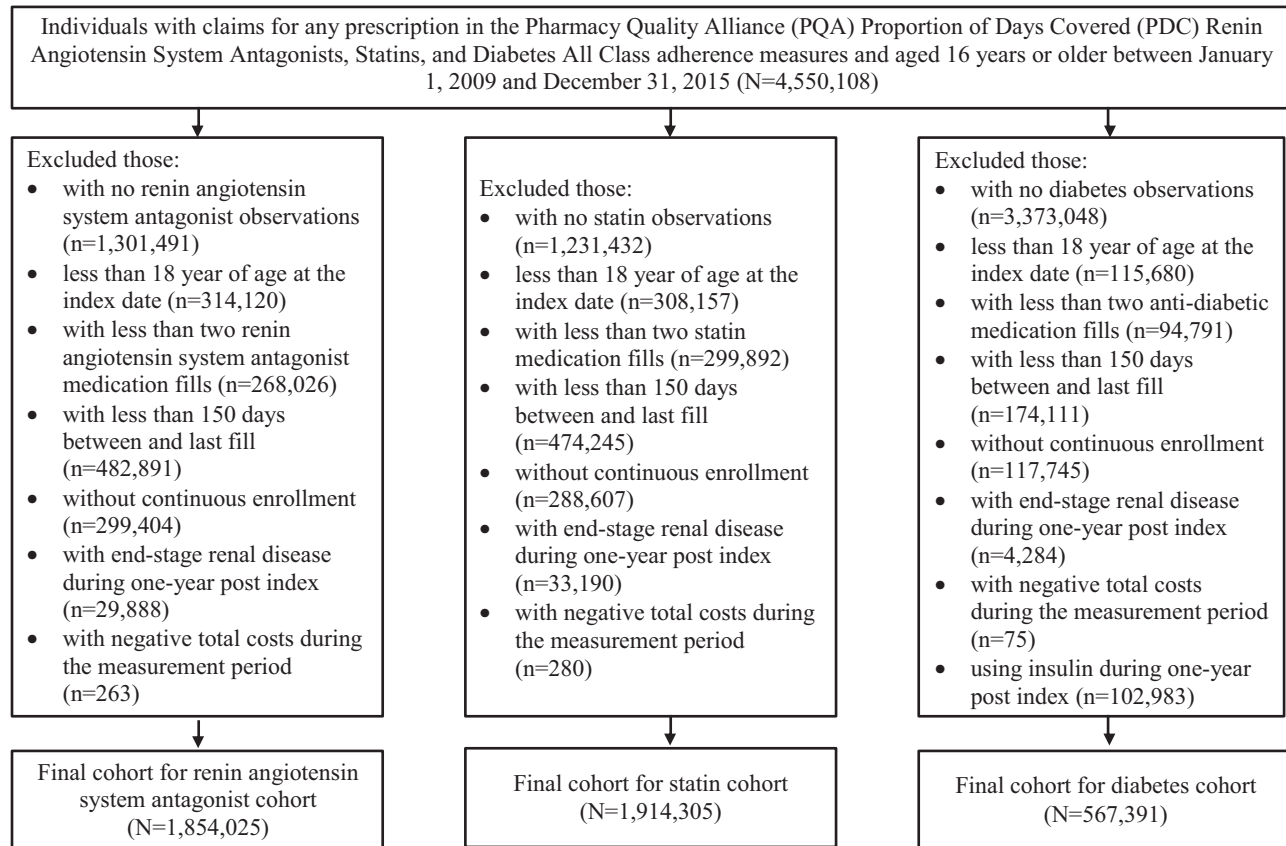 Individuals with claims for any prescription in the Pharmacy Quality Alliance (PQA) Proportion of Days Covered (PDC) Renin
Angiotensin System Antagonists, Statins, and Diabetes All Class adherence measures and aged 16 years or older between January
1, 2009 and December 31, 2015 (N=4,550,108)
Excluded those:
• with no renin angiotensin
system antagonist observations
(n=1,301,491)
• less than 18 year of age at the
index date (n=314,120)
• with less than two renin
angiotensin system antagonist
medication fills (n=268,026)
• with less than 150 days
between and last fill
(n=482,891)
• without continuous enrollment
(n=299,404)
• with end-stage renal disease
during one-year post index
(n=29,888)
• with negative total costs during
the measurement period
(n=263)
Excluded those:
• with no statin observations
(n=1,231,432)
• less than 18 year of age at the
index date (n=308,157)
• with less than two statin
medication fills (n=299,892)
• with less than 150 days
between and last fill
(n=474,245)
• without continuous enrollment
(n=288,607)
• with end-stage renal disease
during one-year post index
(n=33,190)
• with negative total costs during
the measurement period
(n=280)
Excluded those:
• with no diabetes observations
(n=3,373,048)
• less than 18 year of age at the
index date (n=115,680)
• with less than two anti-diabetic
medication fills (n=94,791)
• with less than 150 days
between and last fill
(n=174,111)
• without continuous enrollment
(n=117,745)
• with end-stage renal disease
during one-year post index
(n=4,284)
• with negative total costs
during the measurement period
(n=75)
• using insulin during one-year
post index (n=102,983)
Final cohort for renin angiotensin
system antagonist cohort
(N=1,854,025)
Final cohort for statin cohort
(N=1,914,305)
Final cohort for diabetes cohort
(N=567,391)